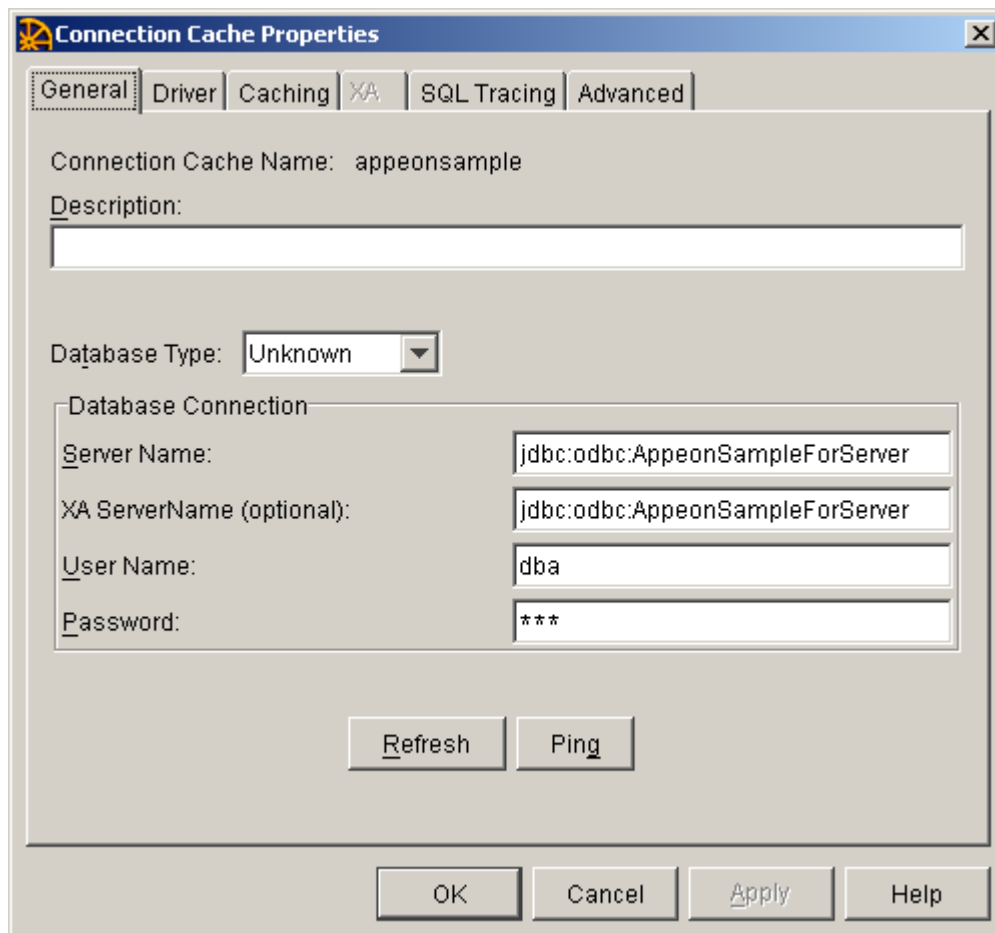 Connection Cache Properties
General Driver Caching XA SQL Tracing Advanced
Connection Cache Name: appeonsample
Description:
Database Type: Unknown
Database Connection
Server Name: jdbc:odbc:AppeonSampleForServer
XA ServerName (optional): jdbc:odbc:AppeonSampleForServer
User Name: dba
Password: ***
Refresh Ping
OK Cancel Apply Help